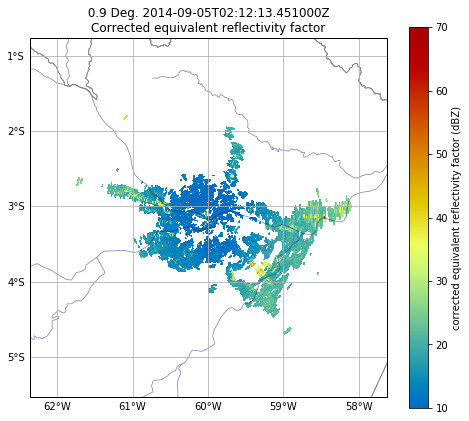 0.9 Deg. 2014-09-05T02:12:13.451000Z
Corrected equivalent reflectivity factor
1°S
2°S
3°S
4°S
5°S
62°W
61°W
60°W
59°W
58°W
70
60
50
40
30
20
10
corrected equivalent reflectivity factor (dBZ)